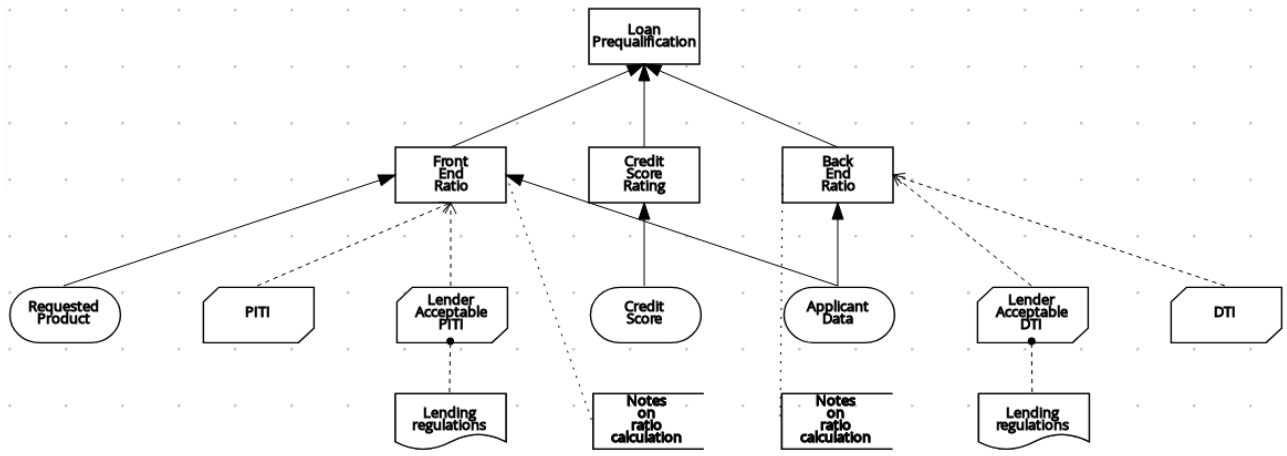 Loan
Prequalification
Front
End
Ratio
Credit
Score
Rating
Back
End
Ratio
Requested
Product
PITI
Lender
Acceptable
PITI
Credit
Score
Applicant
Data
Lender
Acceptable
DTI
DTI
Lending
regulations
Notes
on
ratio
calculation
Notes
on
ratio
calculation
Lending
regulations